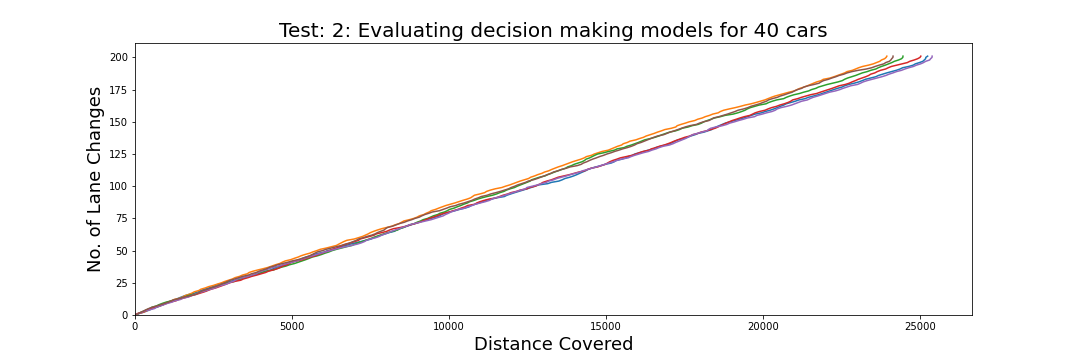 Test: 2: Evaluating decision making models for 40 cars
No. of Lane Changes
200
175
150
125
100
75
50
25
0
0 5000 10000 15000 20000 25000
Distance Covered